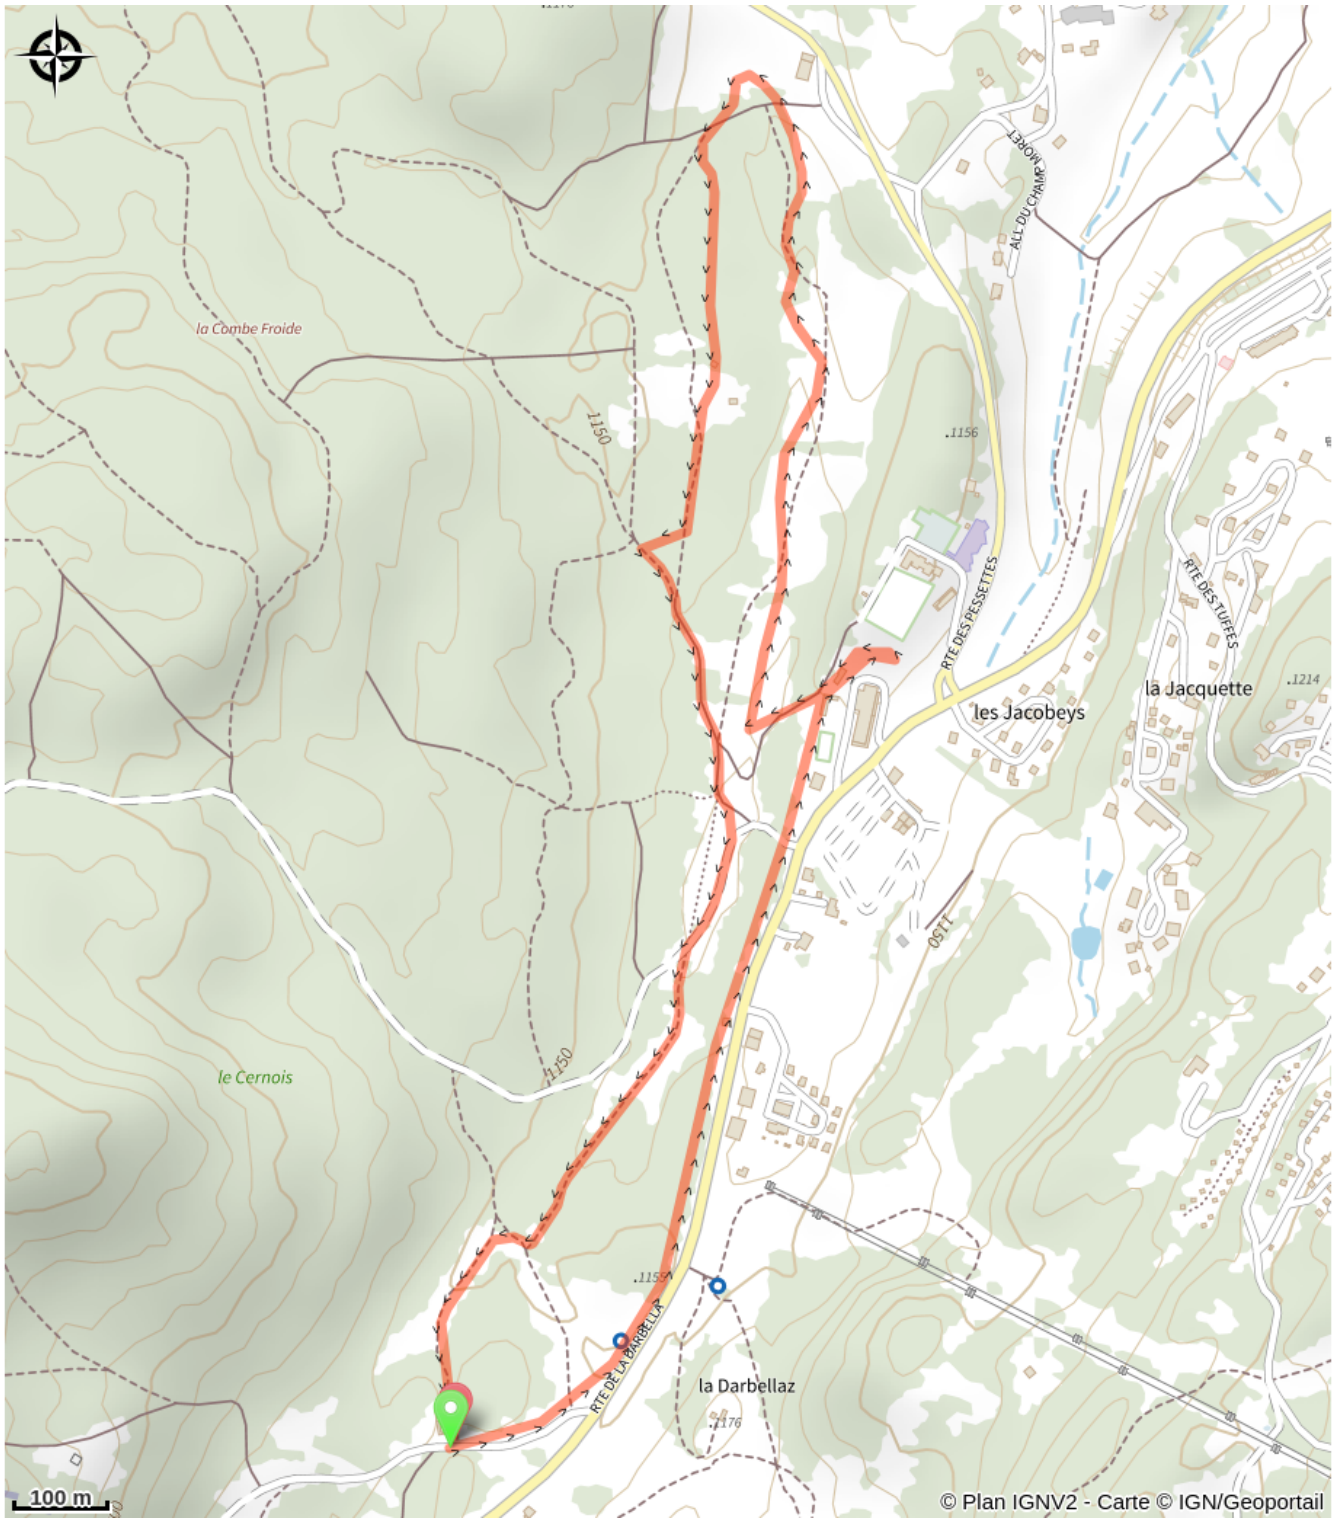 ALL DU CHAMP MORET
la Combe Froide
1150
.1156
RTE DES PESSETTES
RTE DES TUFFES
la Jacquette
.1214
les Jacobeys
1150
1150
le Cernois
.1155
RTE DE LA DARBELLA
la Darbellaz
.1176
100 m
© Plan IGNV2 - Carte © IGN/Geoportail